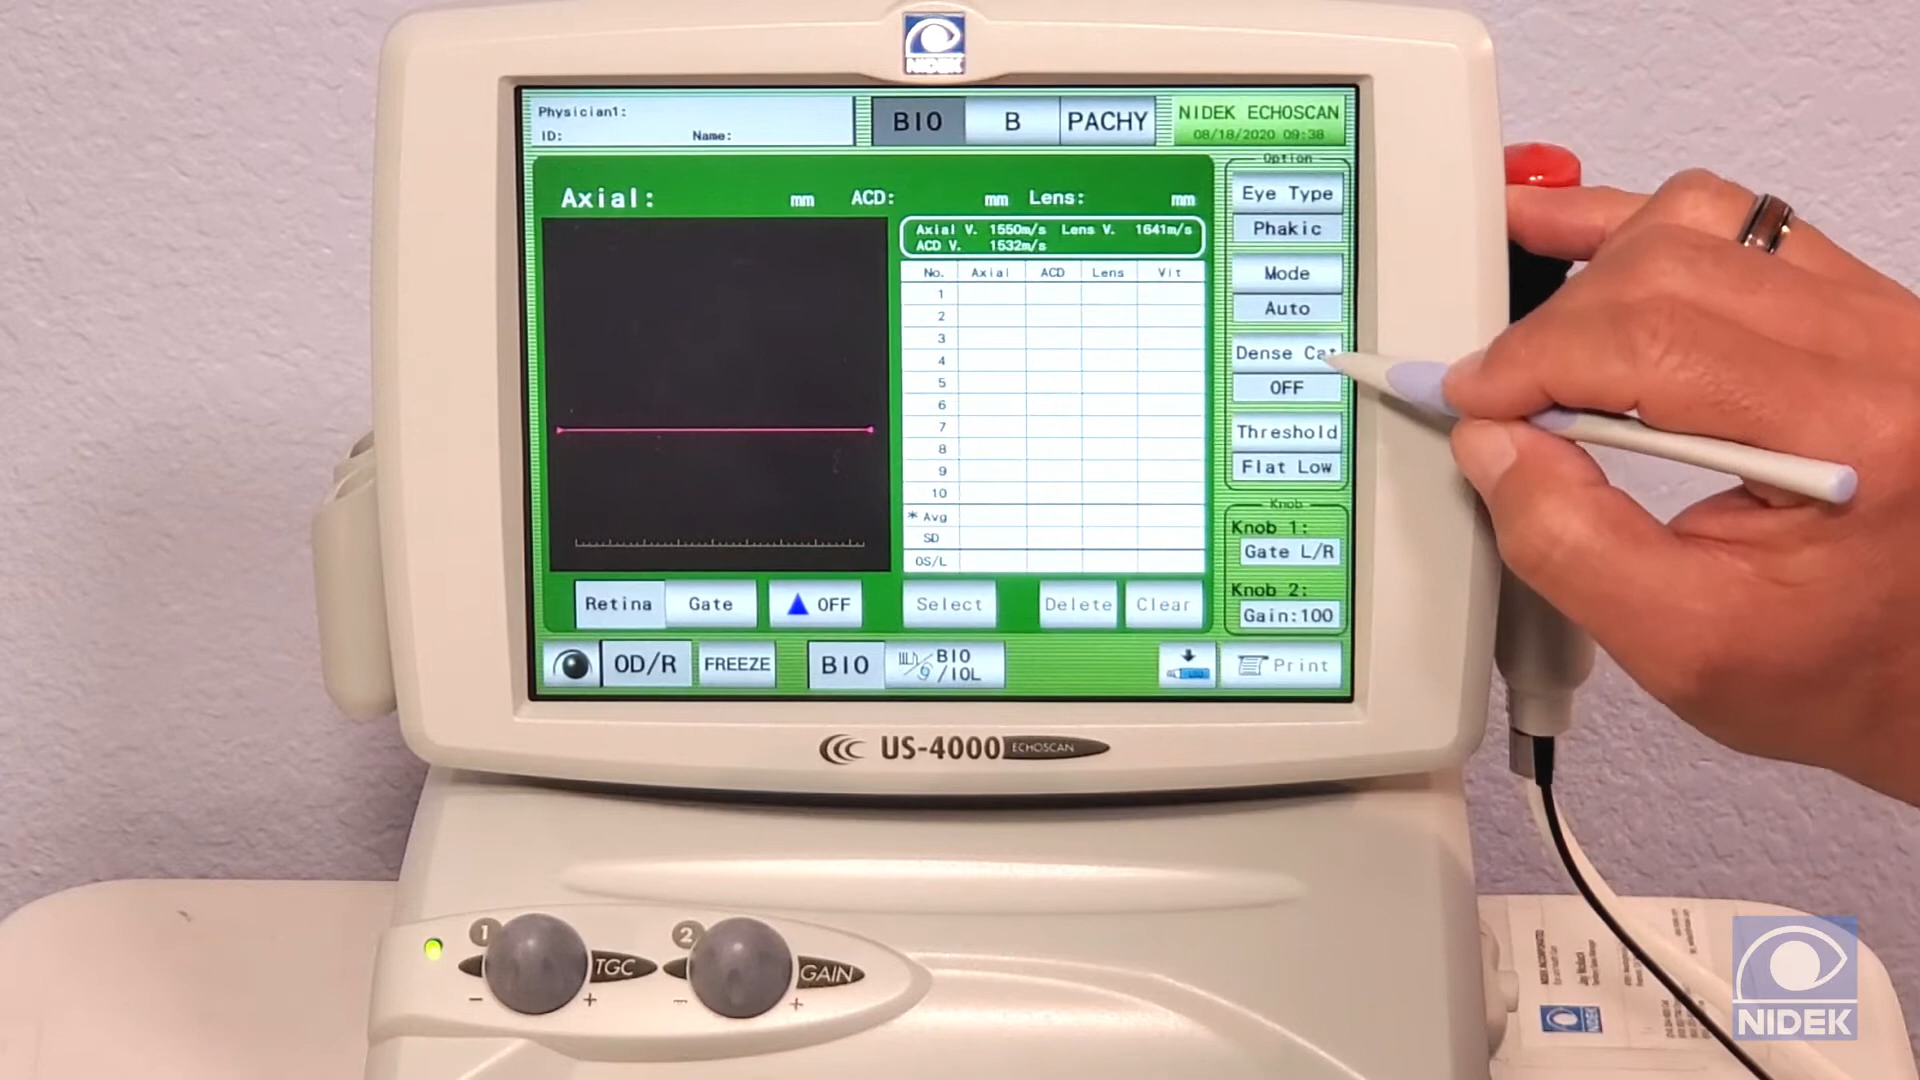 NIDEK
Physician1:
ID: Name:
BIO B PACHY
NIDEK ECHOSCAN
08/18/2020 09:38
Option
Axial: mm ACD: mm Lens: mm
Axial V. 1550m/s Lens V. 1641m/s
ACD V. 1532m/s
No. Axial ACD Lens Vit
1
2
3
4
5
6
7
8
9
10
* Avg
SD
OS/L
Eye Type
Phakic
Mode
Auto
Dense Cat
OFF
Threshold
Flat Low
Knob
Knob 1:
Gate L/R
Knob 2:
Gain:100
Retina Gate OFF Select Delete Clear
OD/R FREEZE BIO BIO
/IOL
Print
US-4000 ECHOSCAN
1 TGC 2 GAIN
- + - +
NIDEK
NIDEK